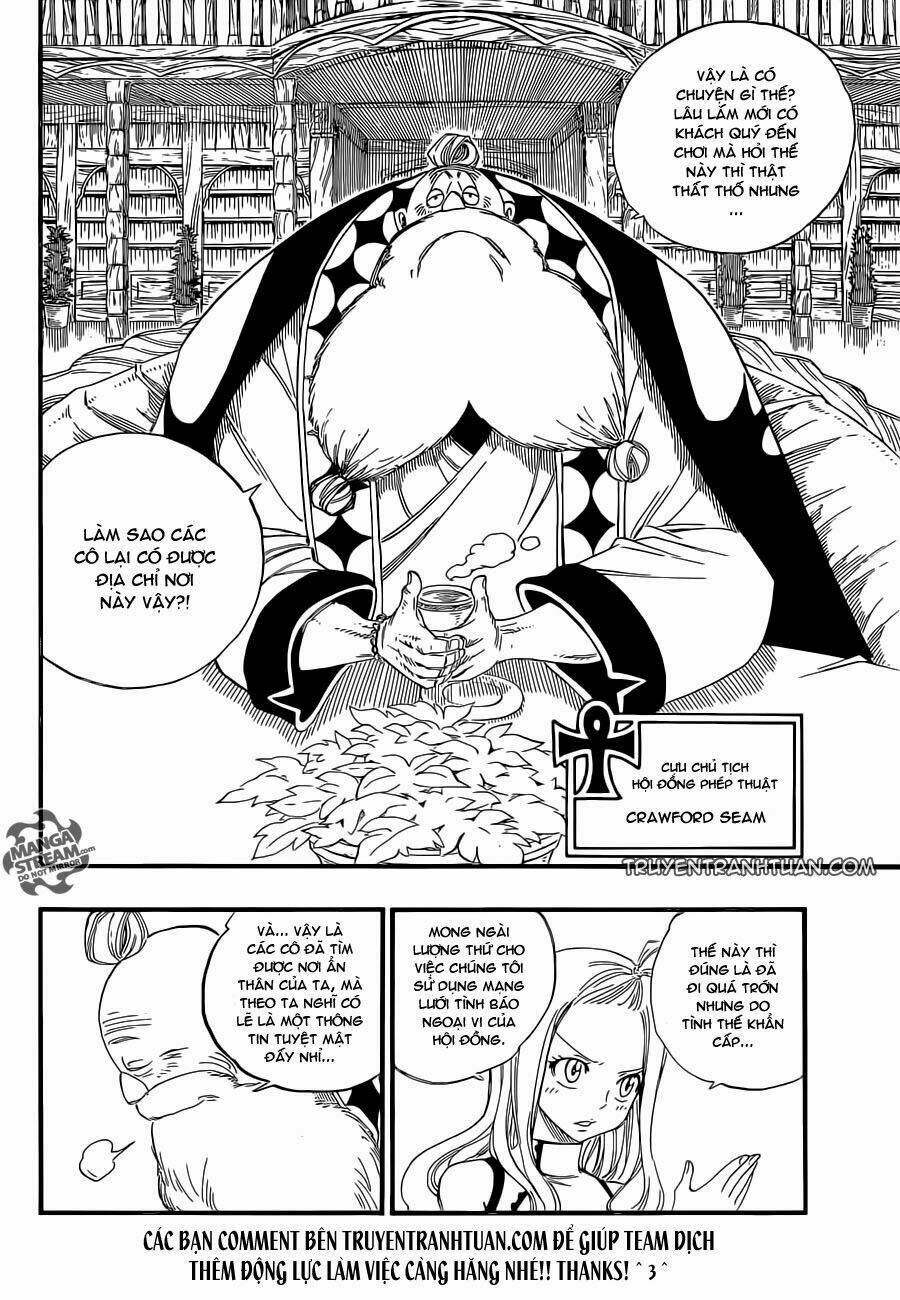 VẬY LÀ CÓ
CHUYỆN GÌ THẾ?
LÂU LẮM MỚI CÓ
KHÁCH QUÝ ĐẾN
CHƠI MÀ HỎI THẾ
NÀY THÌ THẬT
THẤT THỐ NHƯNG
...
LÀM SAO CÁC
CÔ LẠI CÓ ĐƯỢC
ĐỊA CHỈ NƠI
NÀY VẬY?!
CỰU CHỦ TỊCH
HỘI ĐỒNG PHÉP THUẬT
CRAWFORD SEAM
MANGA
STREAM.com
DO NOT MIRROR
TRUYENTRANHTUAN.COM
THẾ NÀY THÌ
ĐÚNG LÀ ĐÃ
ĐI QUÁ TRỚN
NHƯNG DO
TÌNH THẾ KHẨN
CẤP...
MONG NGÀI
LƯỢNG THỨ CHO
VIỆC CHÚNG TÔI
SỬ DỤNG MẠNG
LƯỚI TÌNH BÁO
NGOẠI VI CỦA
HỘI ĐỒNG.
VÀ... VẬY LÀ
CÁC CÔ ĐÃ TÌM
ĐƯỢC NƠI ẨN
THÂN CỦA TA, MÀ
THEO TA NGHĨ CÓ
LẼ LÀ MỘT THÔNG
TIN TUYỆT MẬT
ĐẤY NHỈ...
CÁC BẠN COMMENT BÊN TRUYENTRANHTUAN.COM ĐỂ GIÚP TEAM DỊCH
THÊM ĐỘNG LỰC LÀM VIỆC CÀNG HĂNG NHÉ!! THANKS! ^3^